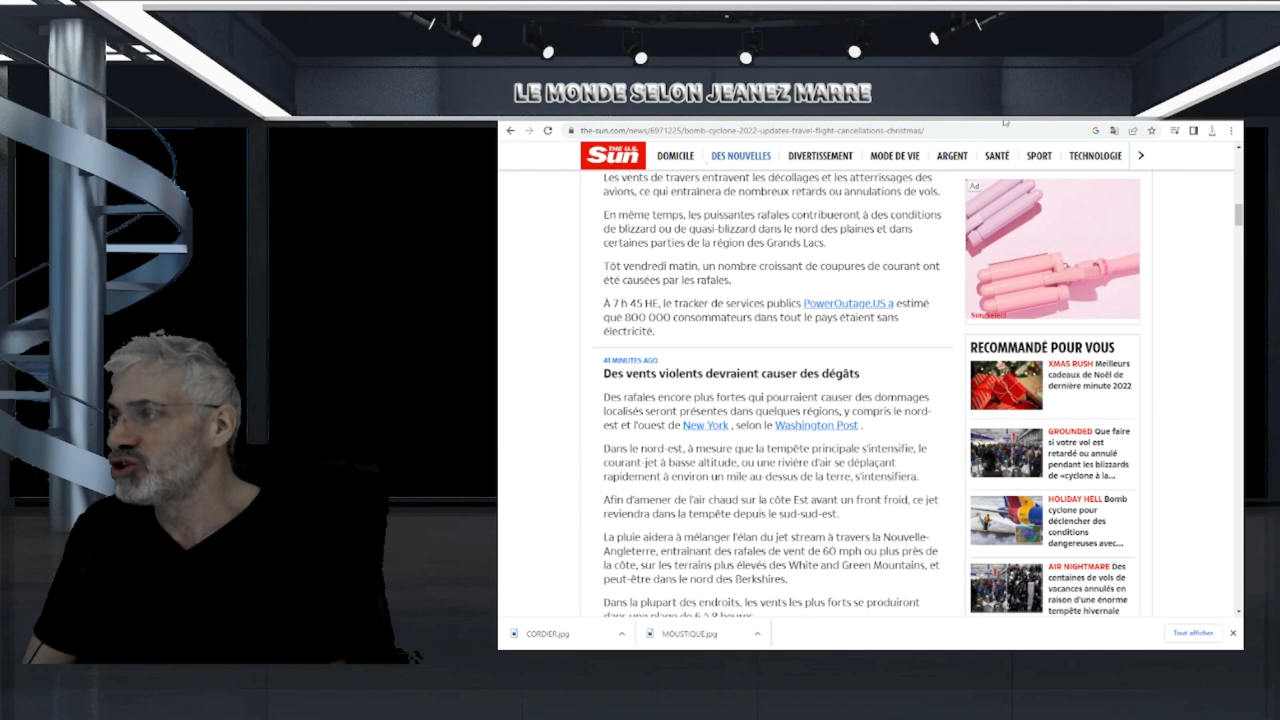 LE MONDE SELON JEANEZ MARRE
the-sun.com/news/6971225/bomb-cyclone-2022-updates-travel-flight-cancellations-christmas/
THE U.S. Sun
DOMICILE
DES NOUVELLES
DIVERTISSEMENT
MODE DE VIE
ARGENT
SANTÉ
SPORT
TECHNOLOGIE
Les vents de travers entravent les décollages et les atterrissages des
avions, ce qui entraînera de nombreux retards ou annulations de vols.
En même temps, les puissantes rafales contribueront à des conditions
de blizzard ou de quasi-blizzard dans le nord des plaines et dans
certaines parties de la région des Grands Lacs.
Tôt vendredi matin, un nombre croissant de coupures de courant ont
été causées par les rafales.
À 7 h 45 HE, le tracker de services publics PowerOutage.US a estimé
que 800 000 consommateurs dans tout le pays étaient sans
électricité.
41 MINUTES AGO
Des vents violents devraient causer des dégâts
Des rafales encore plus fortes qui pourraient causer des dommages
localisés seront présentes dans quelques régions, y compris le nord-
est et l'ouest de New York , selon le Washington Post .
Dans le nord-est, à mesure que la tempête principale s'intensifie, le
courant-jet à basse altitude, ou une rivière d'air se déplaçant
rapidement à environ un mile au-dessus de la terre, s'intensifiera.
Afin d'amener de l'air chaud sur la côte Est avant un front froid, ce jet
reviendra dans la tempête depuis le sud-sud-est.
La pluie aidera à mélanger l'élan du jet stream à travers la Nouvelle-
Angleterre, entraînant des rafales de vent de 60 mph ou plus près de
la côte, sur les terrains plus élevés des White and Green Mountains, et
peut-être dans le nord des Berkshires.
Dans la plupart des endroits, les vents les plus forts se produiront
dans une plage de 6 à 8 heures
Ad
RECOMMANDÉ POUR VOUS
XMAS RUSH Meilleurs
cadeaux de Noël de
dernière minute 2022
GROUNDED Que faire
si votre vol est
retardé ou annulé
pendant les blizzards
de «cyclone à la...
HOLIDAY HELL Bomb
cyclone pour
déclencher des
conditions
dangereuses avec...
AIR NIGHTMARE Des
centaines de vols de
vacances annulés en
raison d'une énorme
tempête hivernale
CORDIER.jpg
MOUSTIQUE.jpg
Tout afficher